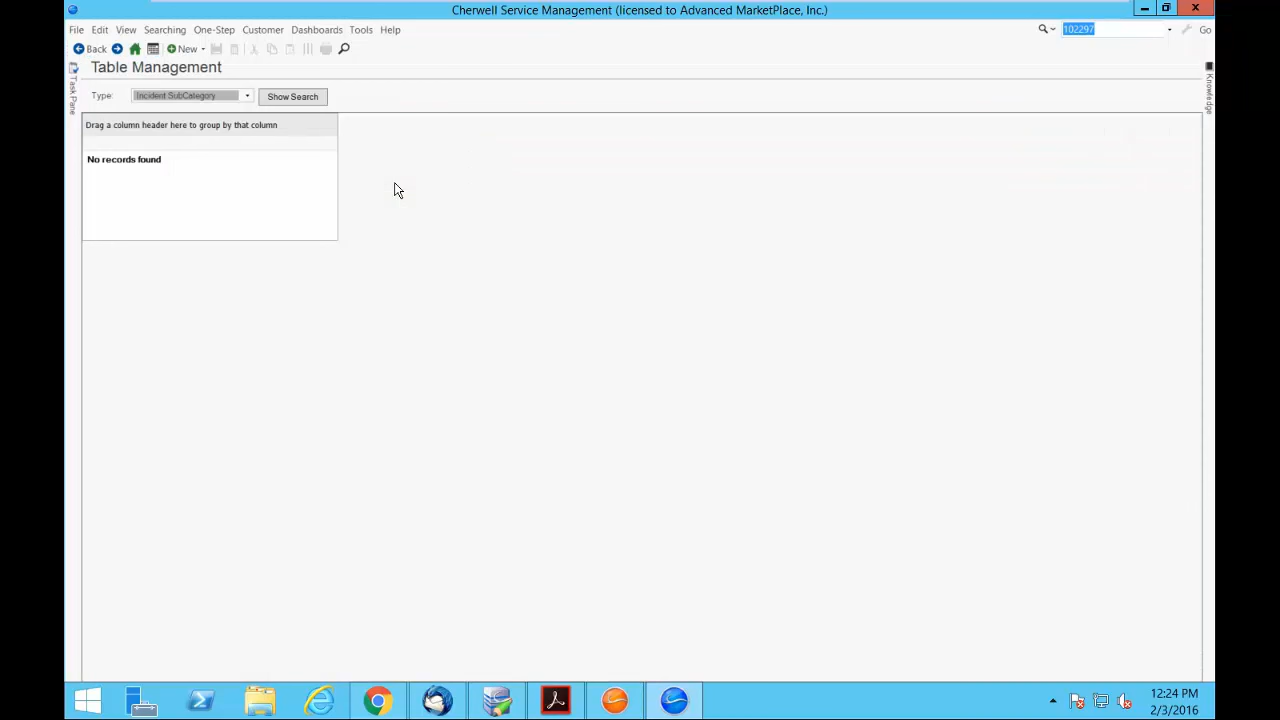 Cherwell Service Management (licensed to Advanced MarketPlace, Inc.)
File Edit View Searching One-Step Customer Dashboards Tools Help
102297 Go
Back New
Table Management
TaskPane
Knowledge
Type: Incident SubCategory Show Search
Drag a column header here to group by that column
No records found
12:24 PM
2/3/2016